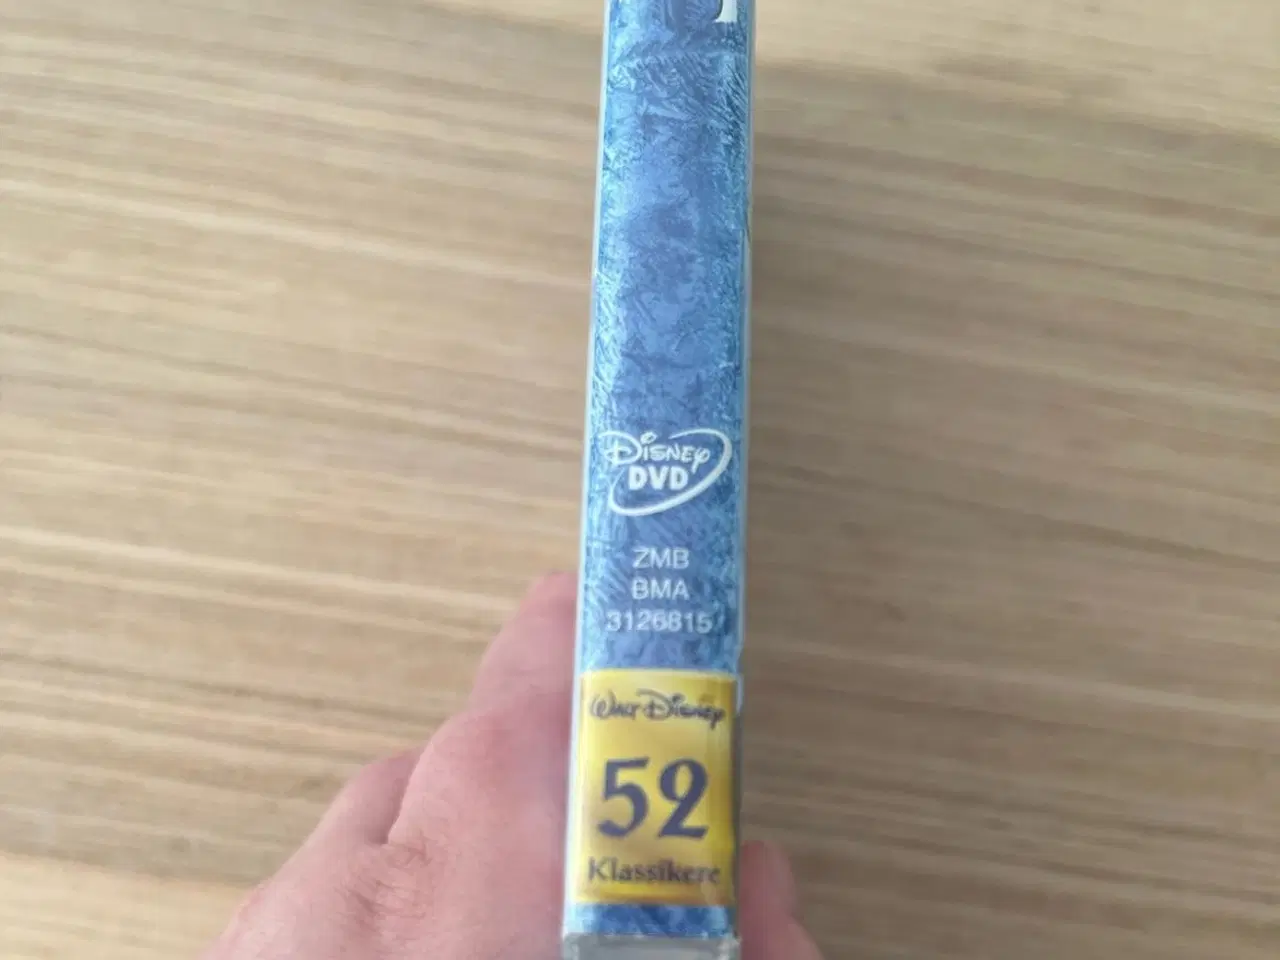 Disney
DVD
ZMB
BMA
3126815
Walt Disney
52
Klassikere